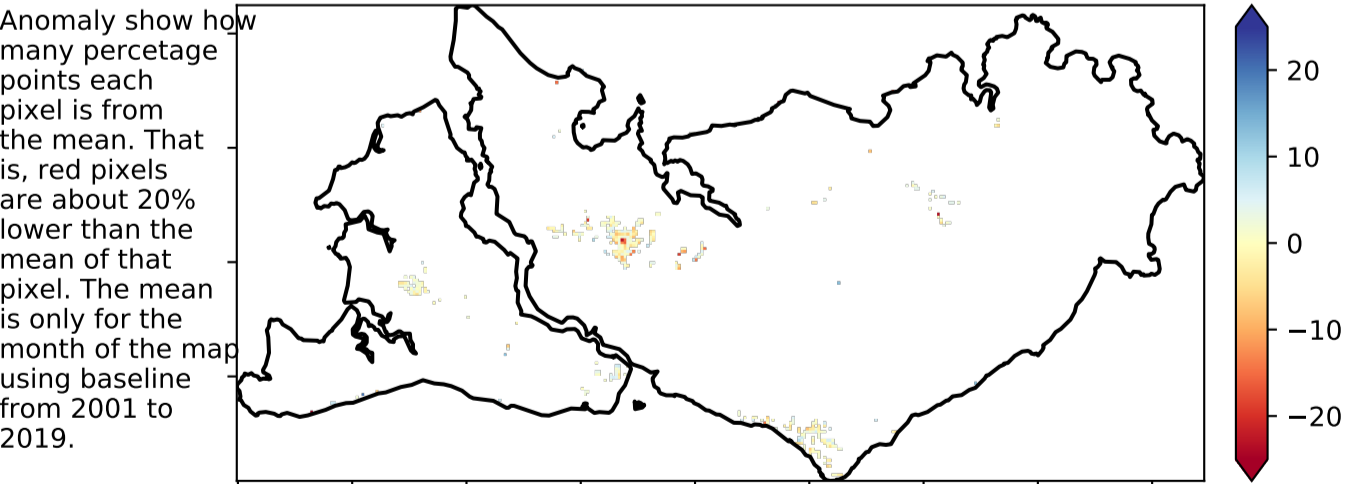 Anomaly show how
many percetage
points each
pixel is from
the mean. That
is, red pixels
are about 20%
lower than the
mean of that
pixel. The mean
is only for the
month of the map
using baseline
from 2001 to
2019.
20
10
0
−10
−20